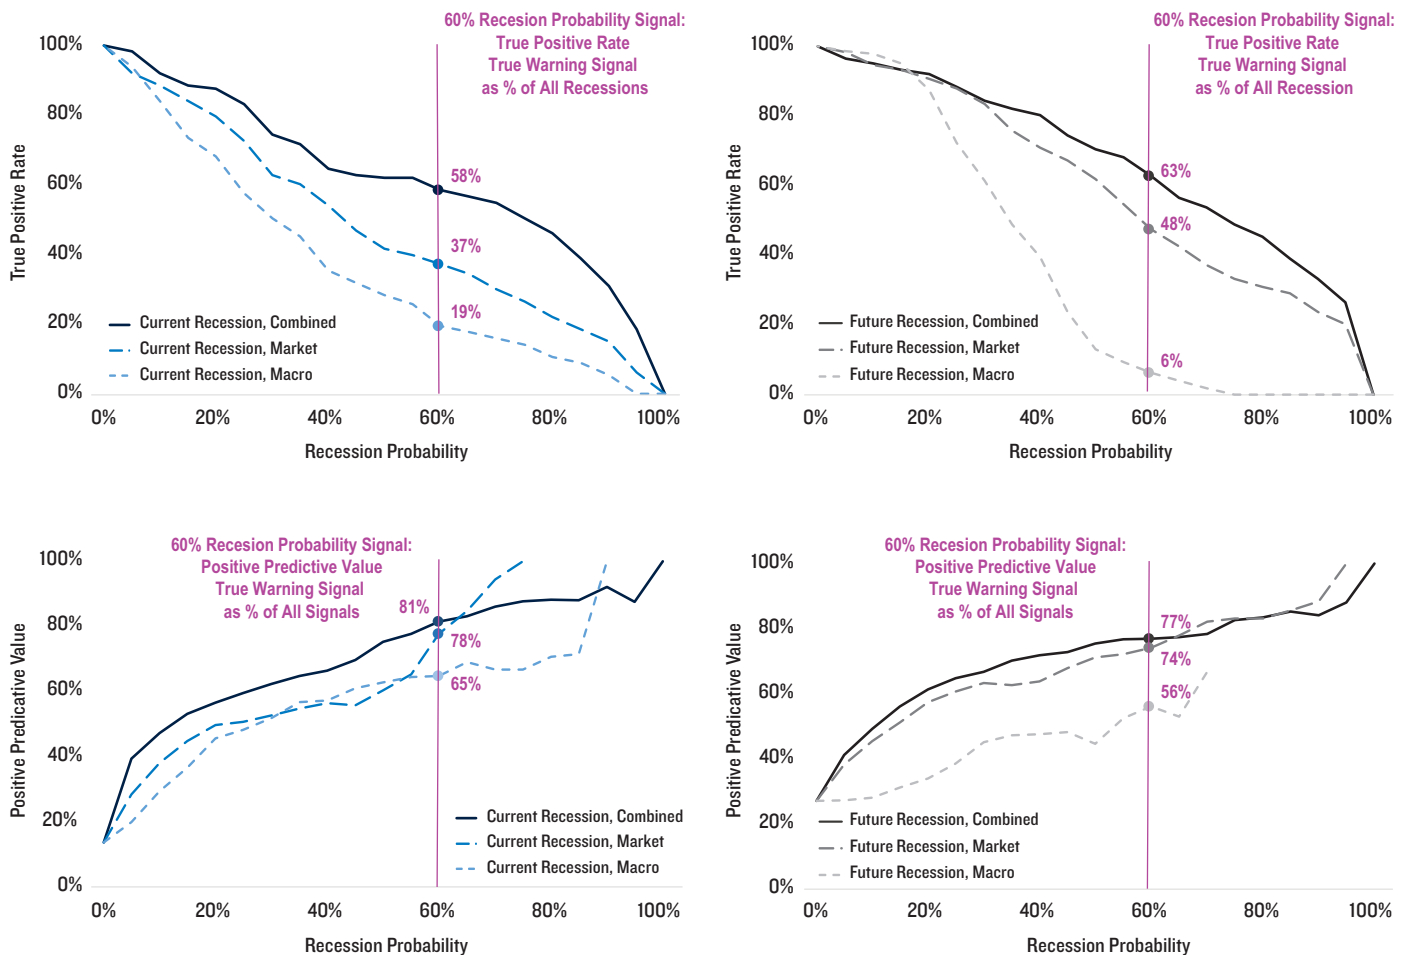 60% Recesion Probability Signal:
True Positive Rate
True Warning Signal
as % of All Recessions
100%
80%
60%
40%
20%
0%
True Positive Rate
58%
37%
19%
Current Recession, Combined
Current Recession, Market
Current Recession, Macro
0%
20%
40%
60%
80%
100%
Recession Probability
60% Recesion Probability Signal:
True Positive Rate
True Warning Signal
as % of All Recession
100%
80%
60%
40%
20%
0%
True Positive Rate
63%
48%
6%
Future Recession, Combined
Future Recession, Market
Future Recession, Macro
0%
20%
40%
60%
80%
100%
Recession Probability
60% Recesion Probability Signal:
Positive Predictive Value
True Warning Signal
as % of All Signals
100%
80%
60%
40%
20%
0%
Positive Predicative Value
81%
78%
65%
Current Recession, Combined
Current Recession, Market
Current Recession, Macro
0%
20%
40%
60%
80%
100%
Recession Probability
60% Recesion Probability Signal:
Positive Predictive Value
True Warning Signal
as % of All Signals
100%
80%
60%
40%
20%
0%
Positive Predicative Value
77%
74%
56%
Future Recession, Combined
Future Recession, Market
Future Recession, Macro
0%
20%
40%
60%
80%
100%
Recession Probability